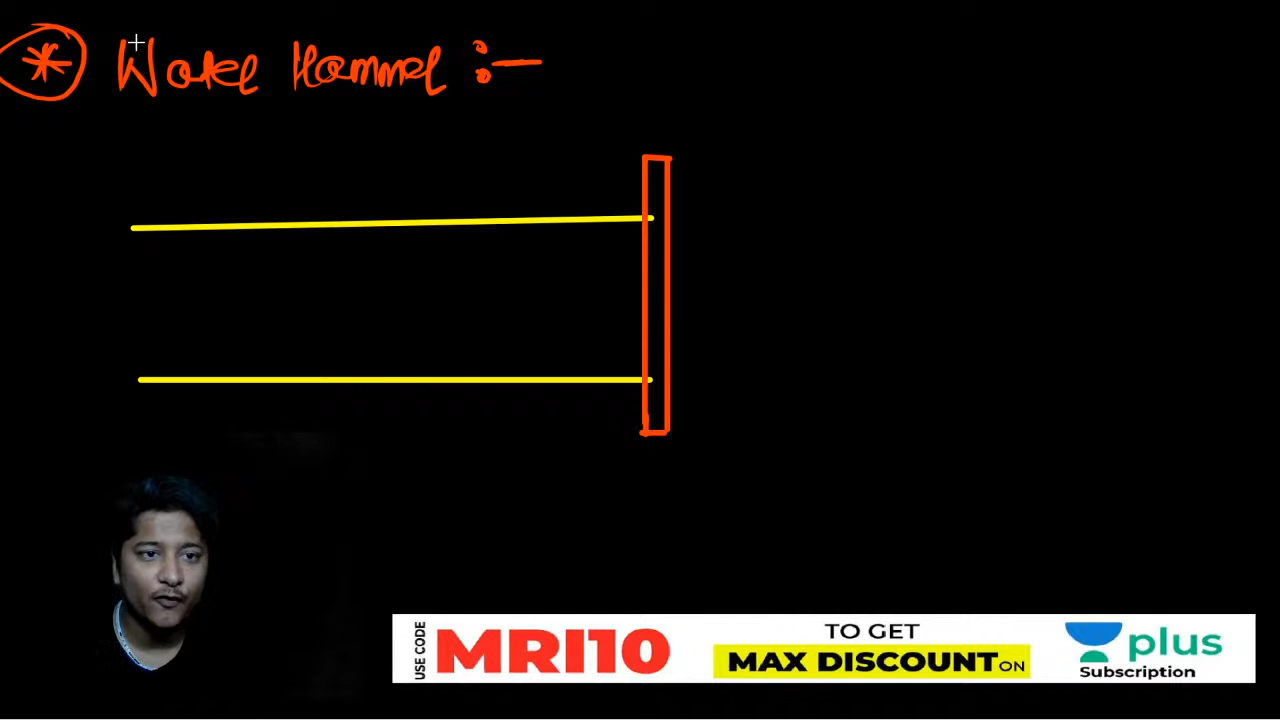 * Water Hammer :-
USE CODE
MRI10
TO GET
MAX DISCOUNT ON
plus
Subscription